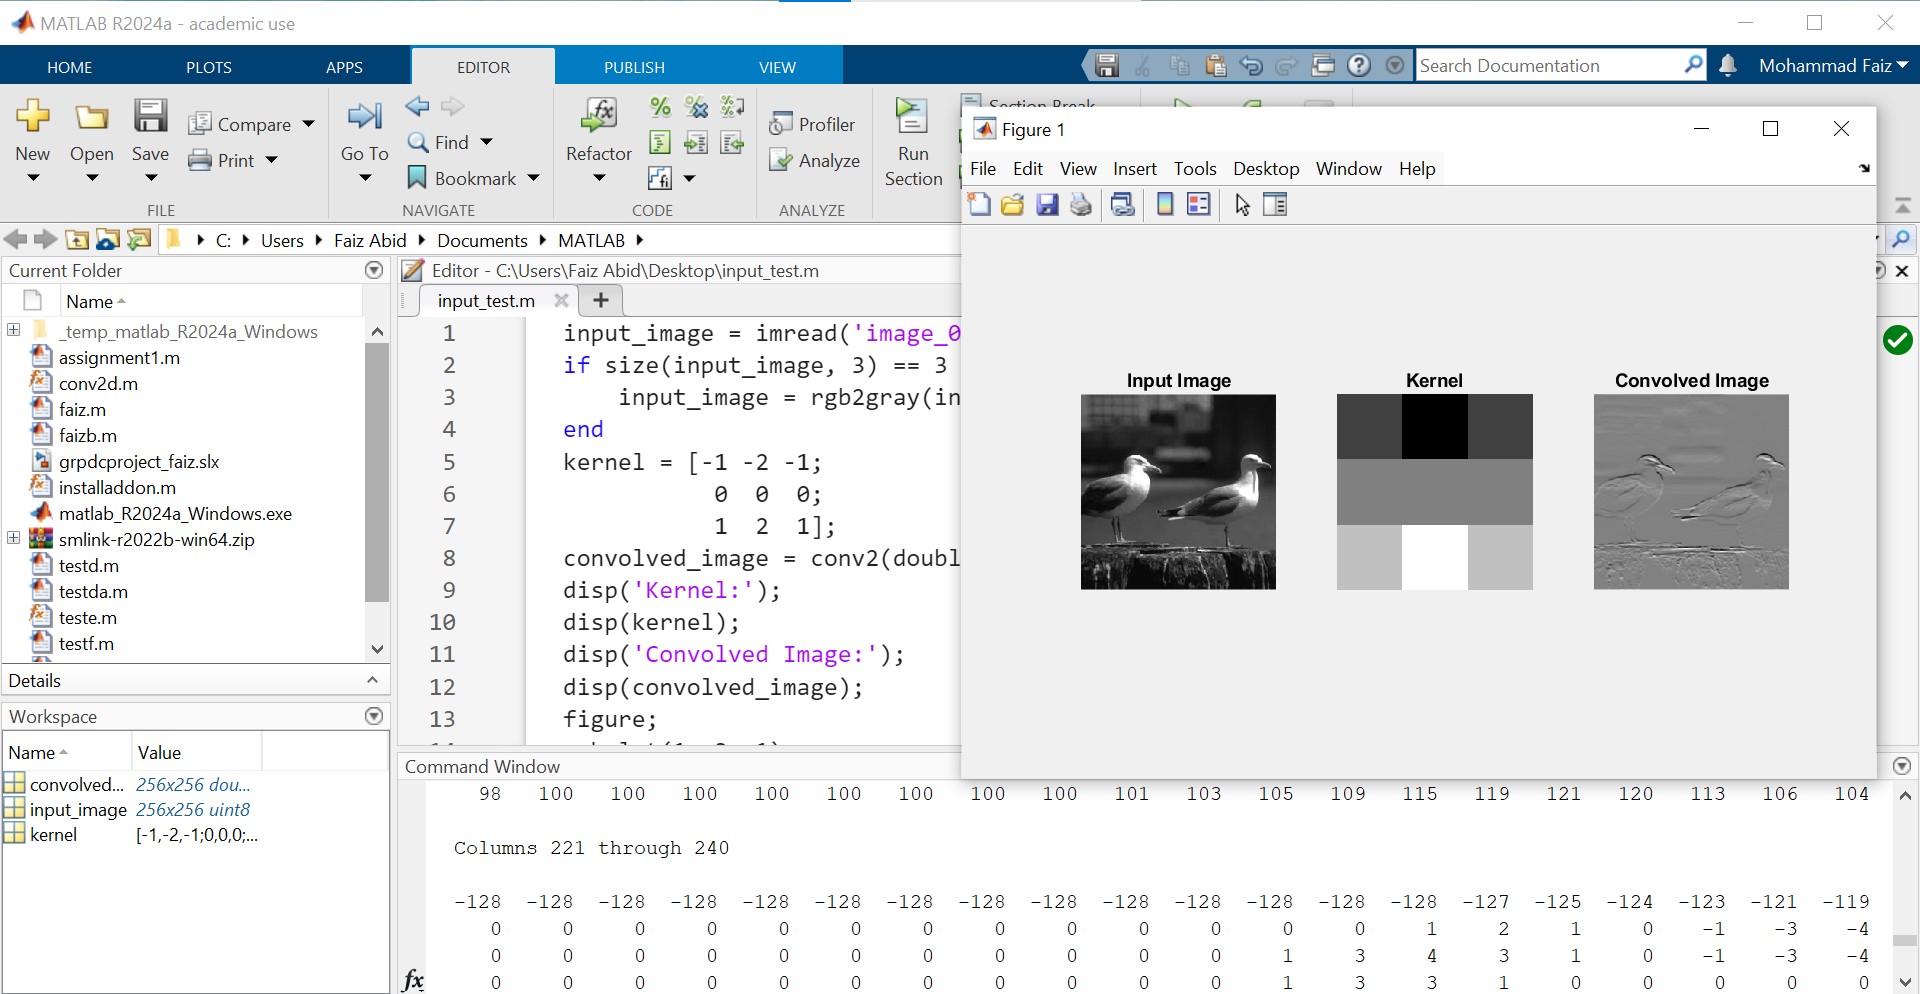 MATLAB R2024a - academic use
HOME PLOTS APPS EDITOR PUBLISH VIEW Search Documentation Mohammad Faiz
New Open Save Compare Print
FILE
Go To Find Bookmark
NAVIGATE
Refactor
CODE
Profiler Analyze
ANALYZE
Run Section Section Break
C: Users Faiz Abid Documents MATLAB
Current Folder
Name
_temp_matlab_R2024a_Windows
assignment1.m
conv2d.m
faiz.m
faizb.m
grpdcproject_faiz.slx
installaddon.m
matlab_R2024a_Windows.exe
smlink-r2022b-win64.zip
testd.m
testda.m
teste.m
testf.m
Details
Workspace
Name Value
convolved... 256x256 dou...
input_image 256x256 uint8
kernel [-1,-2,-1;0,0,0;...
Editor - C:\Users\Faiz Abid\Desktop\input_test.m
input_test.m
1 input_image = imread('image_0
2 if size(input_image, 3) == 3
3 input_image = rgb2gray(in
4 end
5 kernel = [-1 -2 -1;
6 0 0 0;
7 1 2 1];
8 convolved_image = conv2(doubl
9 disp('Kernel:');
10 disp(kernel);
11 disp('Convolved Image:');
12 disp(convolved_image);
13 figure;
Figure 1
File Edit View Insert Tools Desktop Window Help
Input Image Kernel Convolved Image
Command Window
98 100 100 100 100 100 100 100 100 101 103 105 109 115 119 121 120 113 106 104
Columns 221 through 240
-128 -128 -128 -128 -128 -128 -128 -128 -128 -128 -128 -128 -128 -128 -127 -125 -124 -123 -121 -119
0 0 0 0 0 0 0 0 0 0 0 0 0 1 2 1 0 -1 -3 -4
0 0 0 0 0 0 0 0 0 0 0 1 3 4 3 1 0 -1 -3 -4
0 0 0 0 0 0 0 0 0 0 0 1 3 3 1 0 0 0 0 0
fx